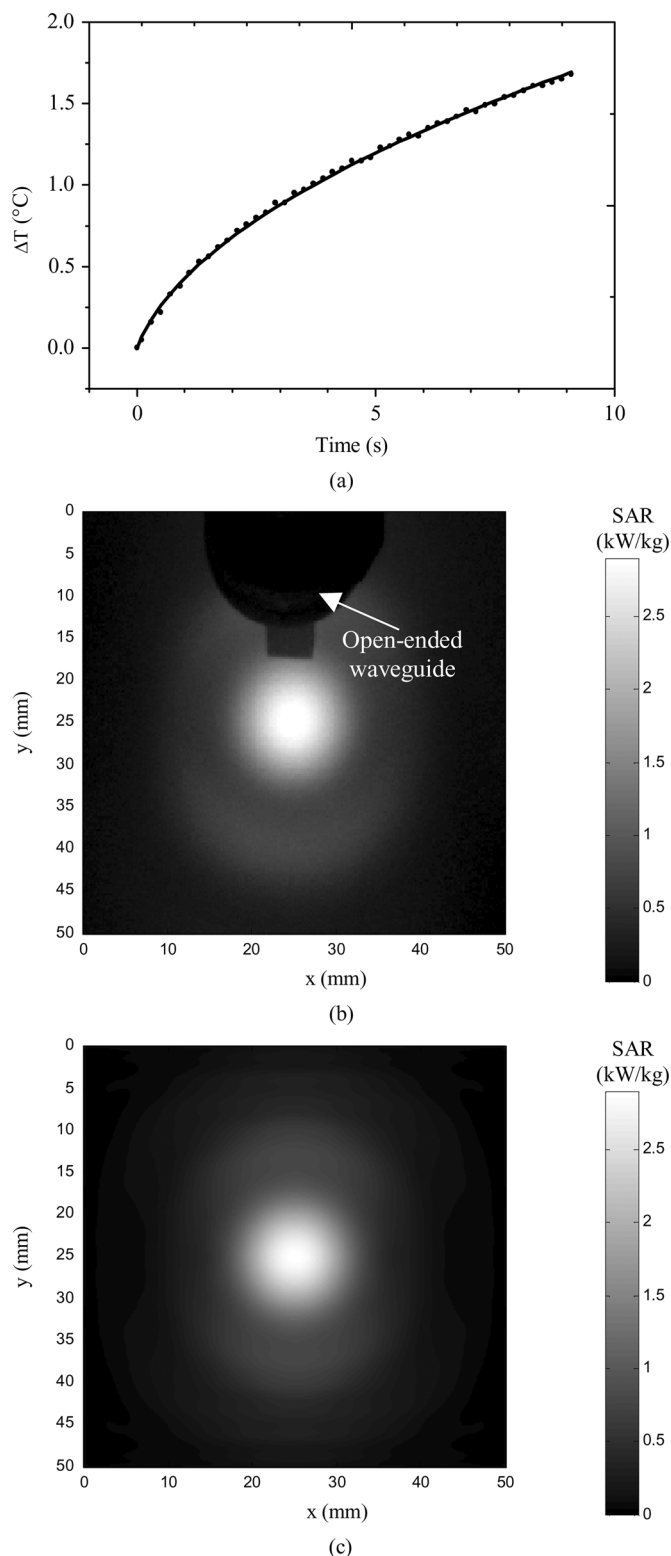 2.0
1.5
1.0
0.5
0.0
ΔT (°C)
0 5 10
Time (s)
(a)
SAR
(kW/kg)
0
5
10
15
20
25
30
35
40
45
50
y (mm)
Open-ended
waveguide
0 10 20 30 40 50
x (mm)
2.5
2
1.5
1
0.5
0
(b)
SAR
(kW/kg)
0
5
10
15
20
25
30
35
40
45
50
y (mm)
0 10 20 30 40 50
x (mm)
2.5
2
1.5
1
0.5
0
(c)